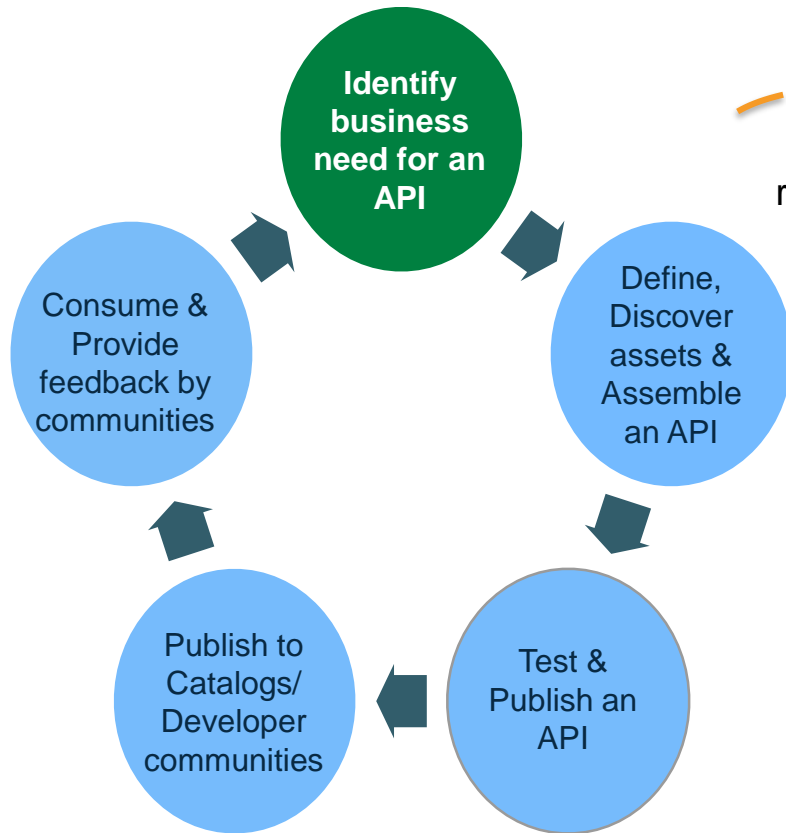 Identify
business
need for an
API
r
Define,
Discover
assets &
Assemble
an API
Test &
Publish an
API
Publish to
Catalogs/
Developer
communities
Consume &
Provide
feedback by
communities